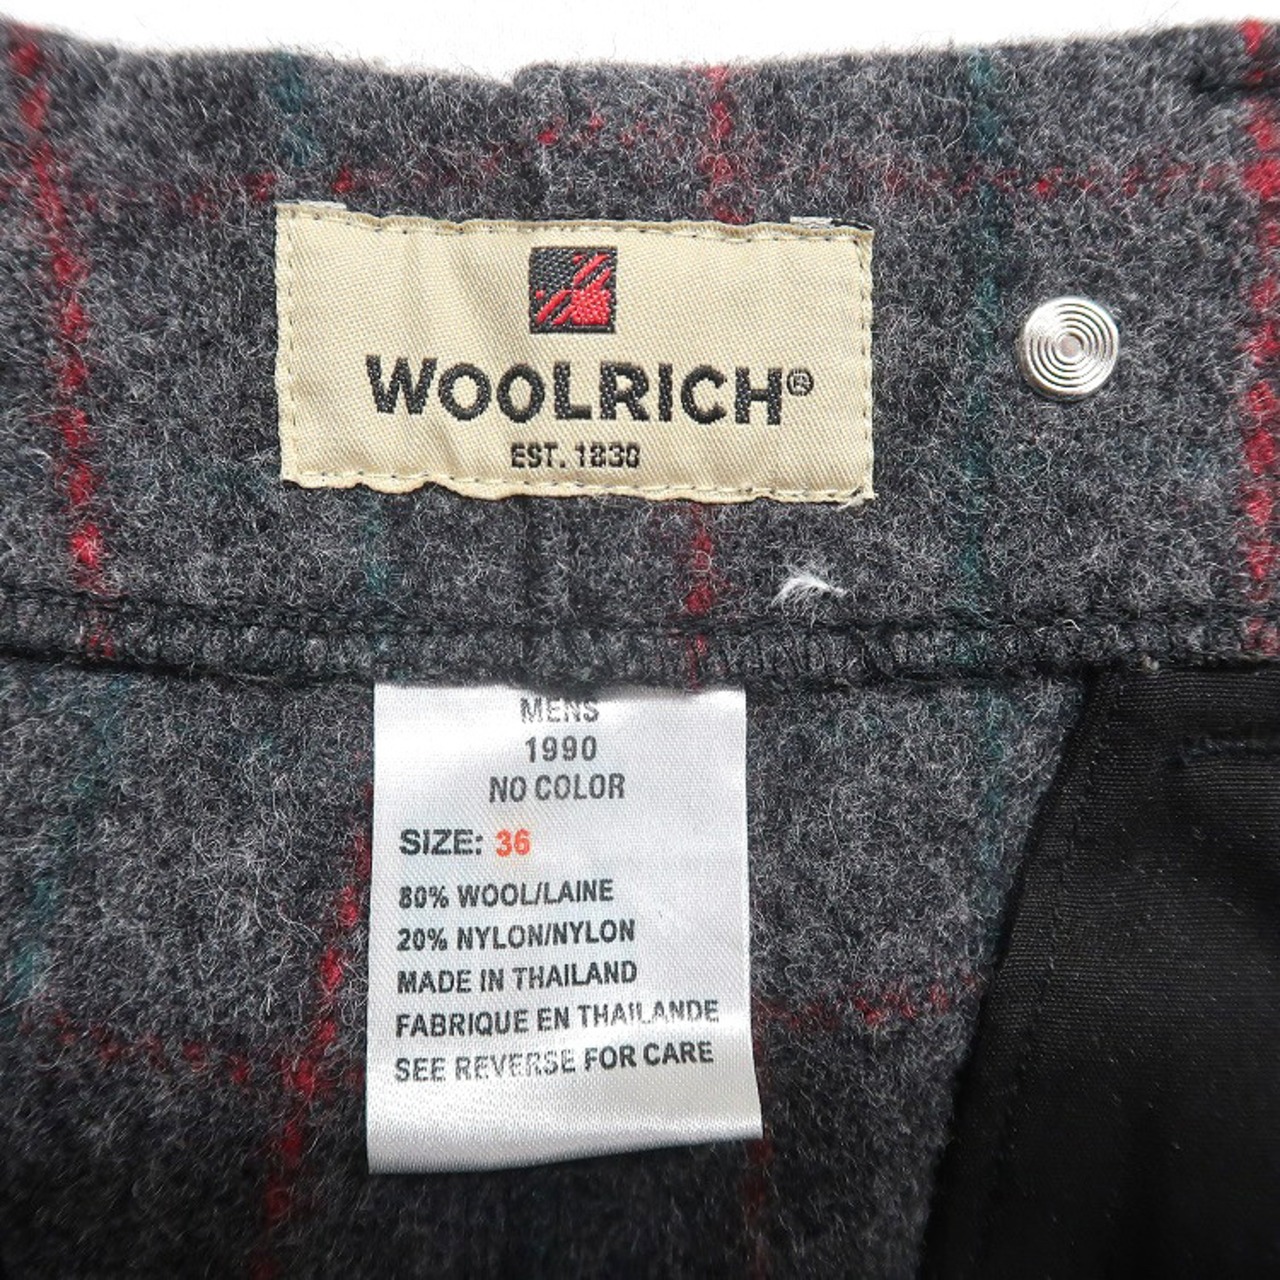 WOOLRICH®
EST. 1830
MENS
1990
NO COLOR
SIZE: 36
80% WOOL/LAINE
20% NYLON/NYLON
MADE IN THAILAND
FABRIQUE EN THAILANDE
SEE REVERSE FOR CARE